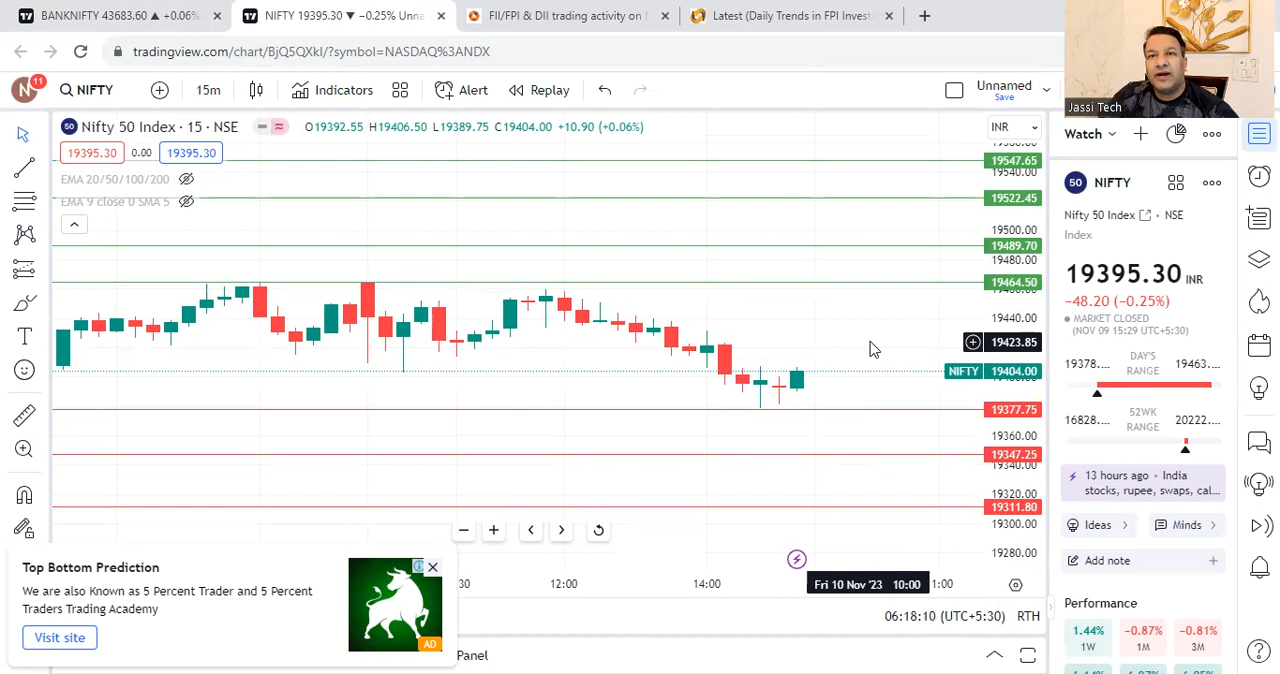 BANKNIFTY 43683.60 ▲ +0.06%
NIFTY 19395.30 ▼ −0.25% Unna
FII/FPI & DII trading activity on
Latest (Daily Trends in FPI Invest
tradingview.com/chart/BjQ5QXkI/?symbol=NASDAQ%3ANDX
Jassi Tech
N
11
NIFTY
15m
Indicators
Alert
Replay
Unnamed
Save
50 Nifty 50 Index · 15 · NSE
O19392.55 H19406.50 L19389.75 C19404.00 +10.90 (+0.06%)
INR
19395.30
0.00
19395.30
EMA 20/50/100/200
EMA 9 close 0 SMA 5
19547.65
19540.00
19522.45
19500.00
19489.70
19480.00
19464.50
19440.00
19423.85
NIFTY 19404.00
19377.75
19360.00
19347.25
19340.00
19320.00
19311.80
19300.00
19280.00
12:00
14:00
Fri 10 Nov '23 10:00
06:18:10 (UTC+5:30)
RTH
Top Bottom Prediction
We are also Known as 5 Percent Trader and 5 Percent
Traders Trading Academy
Visit site
AD
Watch
50 NIFTY
Nifty 50 Index · NSE
Index
19395.30 INR
−48.20 (−0.25%)
MARKET CLOSED
(NOV 09 15:29 UTC+5:30)
19378....
DAY'S
RANGE
19463....
16828....
52WK
RANGE
20222....
13 hours ago · India
stocks, rupee, swaps, cal...
Ideas
Minds
Add note
Performance
1.44%
1W
−0.87%
1M
−0.81%
3M